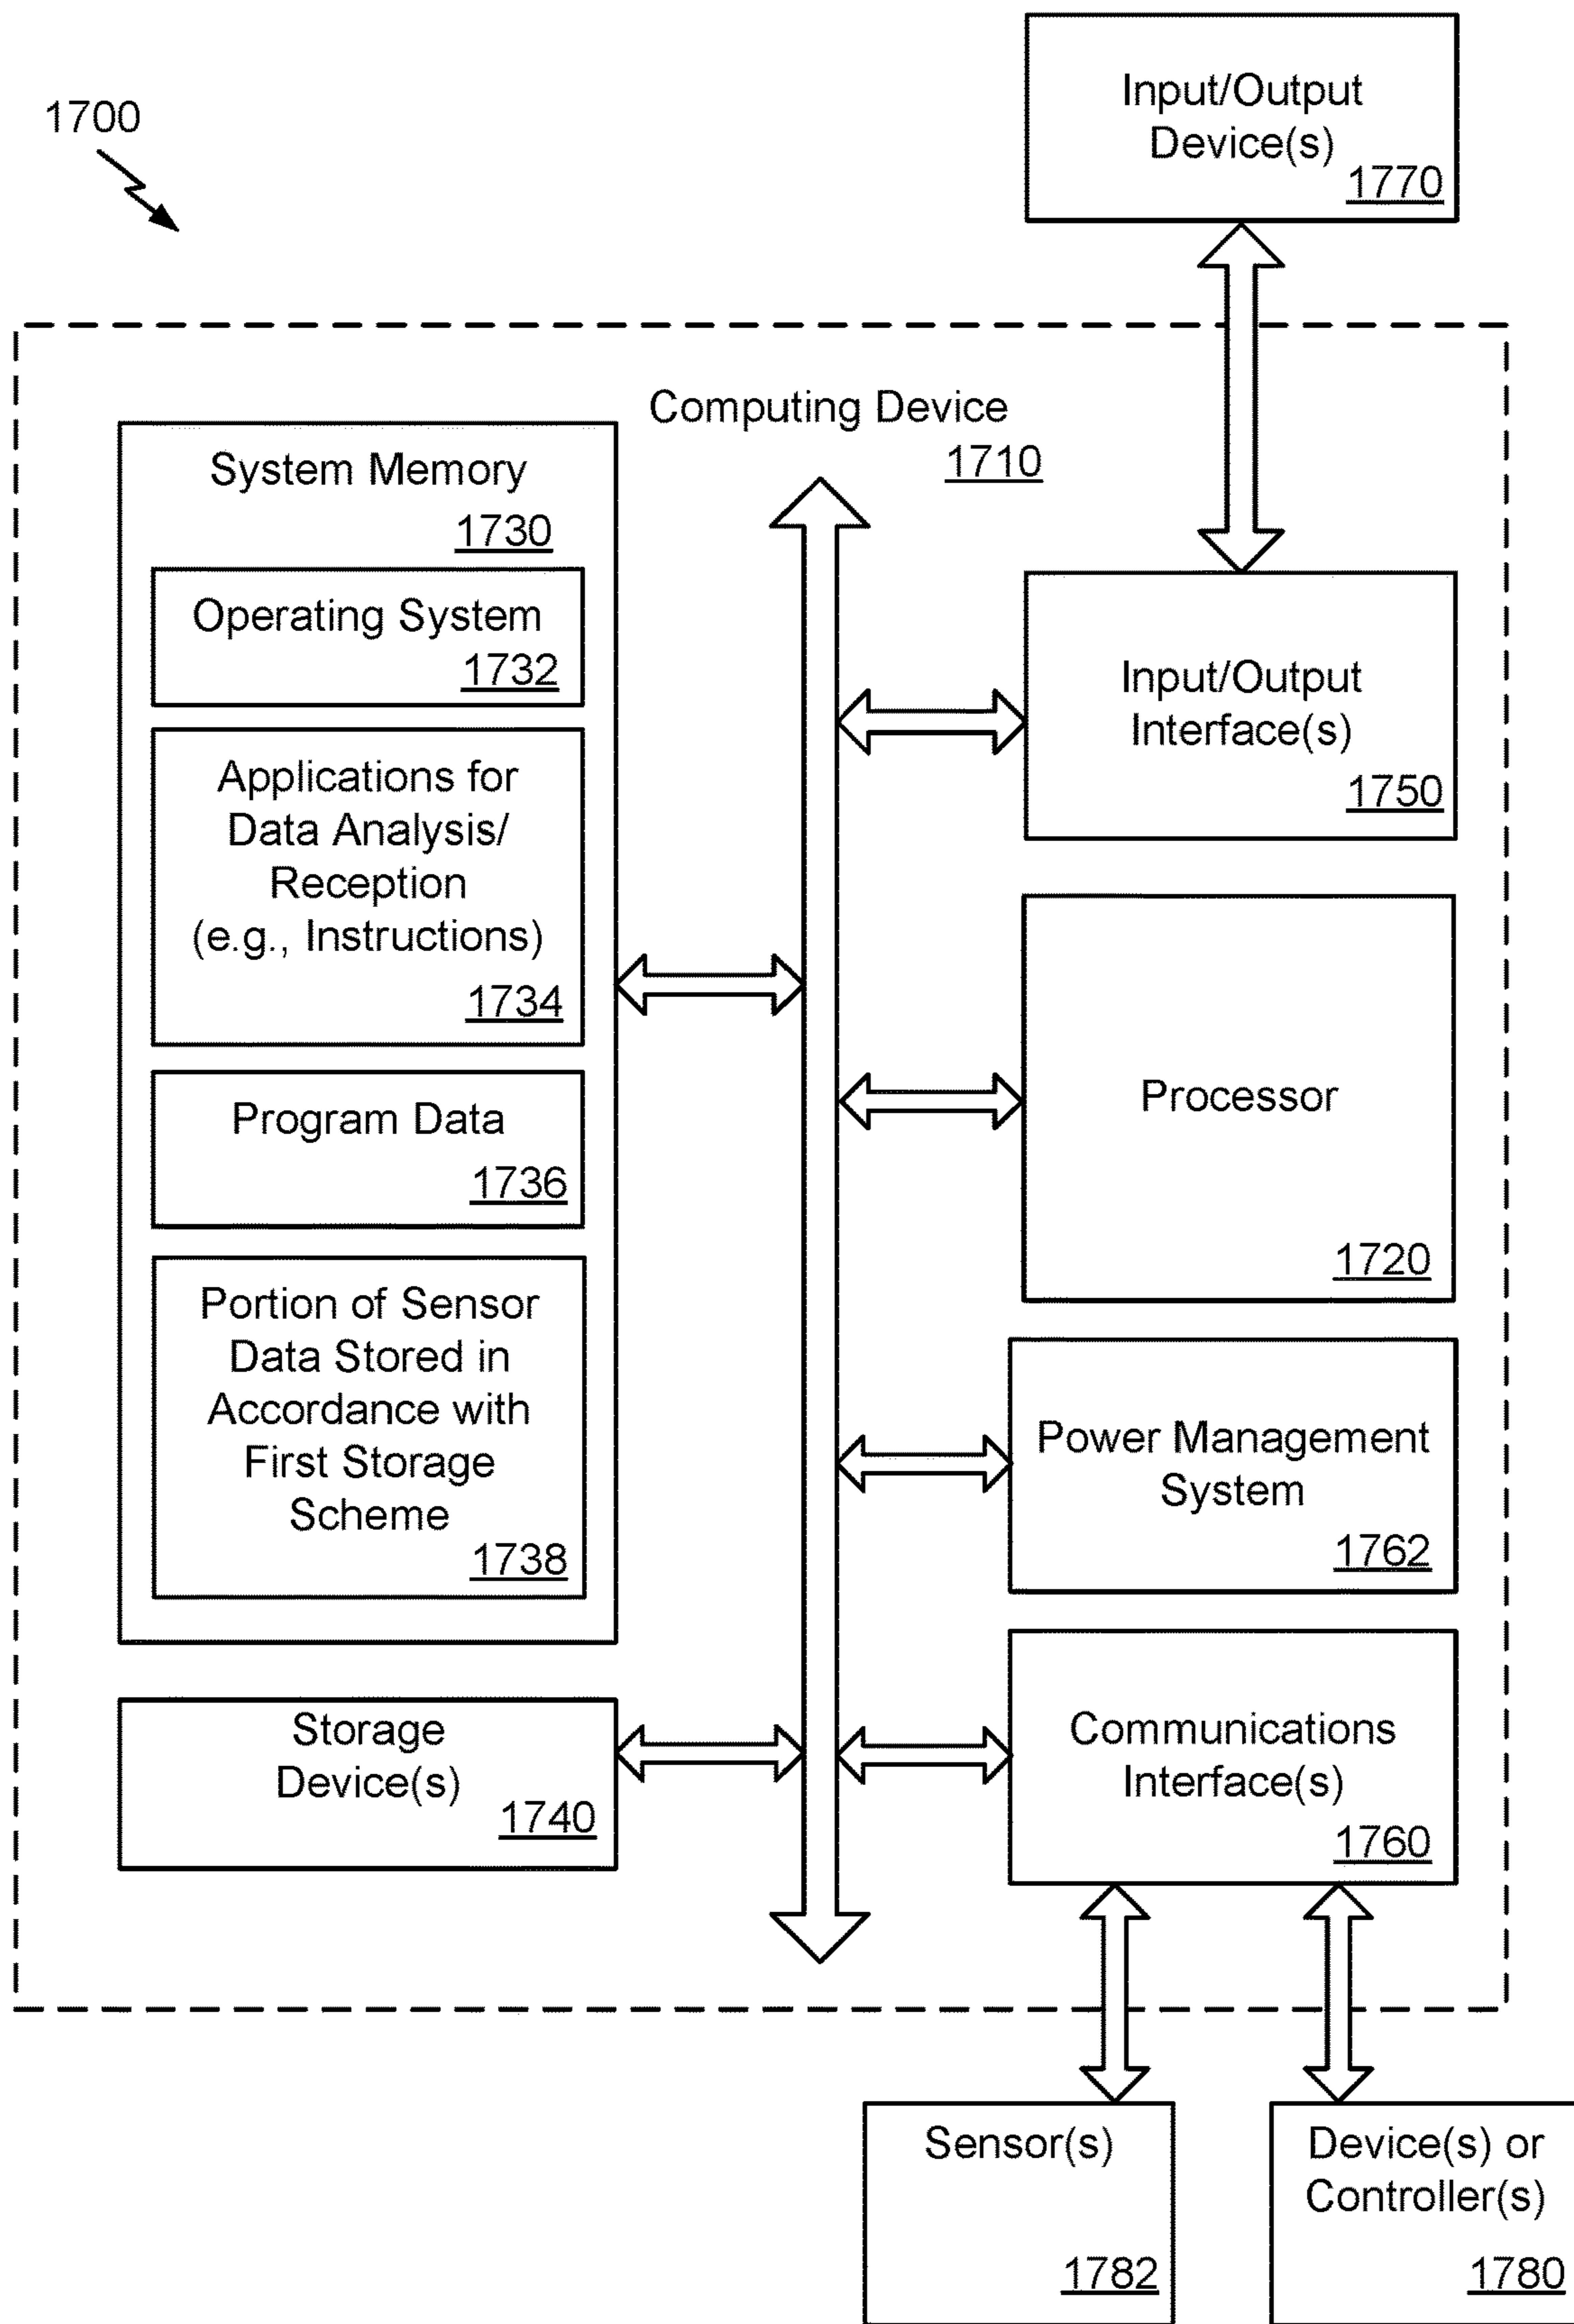 1700
Input/Output
Device(s)
1770
Computing Device
1710
System Memory
1730
Operating System
1732
Applications for
Data Analysis/
Reception
(e.g., Instructions)
1734
Program Data
1736
Portion of Sensor
Data Stored in
Accordance with
First Storage
Scheme
1738
Storage
Device(s)
1740
Input/Output
Interface(s)
1750
Processor
1720
Power Management
System
1762
Communications
Interface(s)
1760
Sensor(s)
1782
Device(s) or
Controller(s)
1780